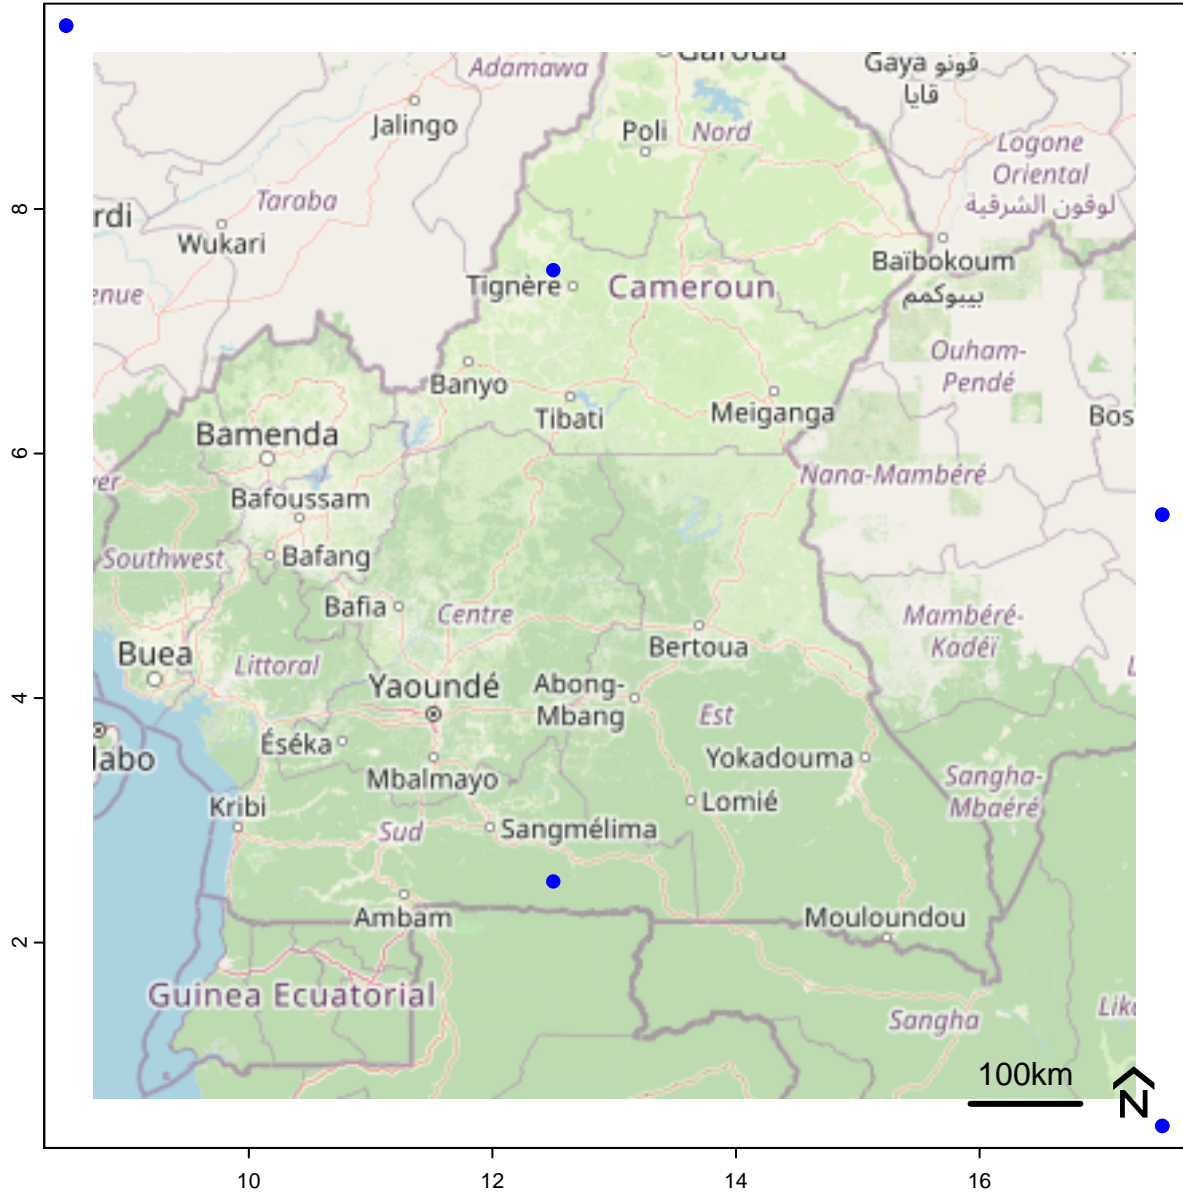 Adamawa
Garoua
Gaya قونو
قايا
Jalingo
Poli
Nord
Logone
Oriental
لوقون الشرقية
Taraba
8
rdi
Wukari
Baïbokoum
بيبوكمم
enue
Tignère
Cameroun
Ouham-
Pendé
Banyo
Tibati
Meiganga
Bos
Bamenda
6
Nana-Mambéré
er
Bafoussam
Southwest
Bafang
Bafia
Centre
Mambéré-
Kadéï
Bertoua
Buea
Littoral
L
Yaoundé
Abong-
Mbang
4
Est
Éséka
labo
Yokadouma
Mbalmayo
Sangha-
Mbaéré
Kribi
Lomié
Sud
Sangmélima
Ambam
Mouloundou
2
Guinea Ecuatorial
Sangha
Lik
100km
N
10
12
14
16